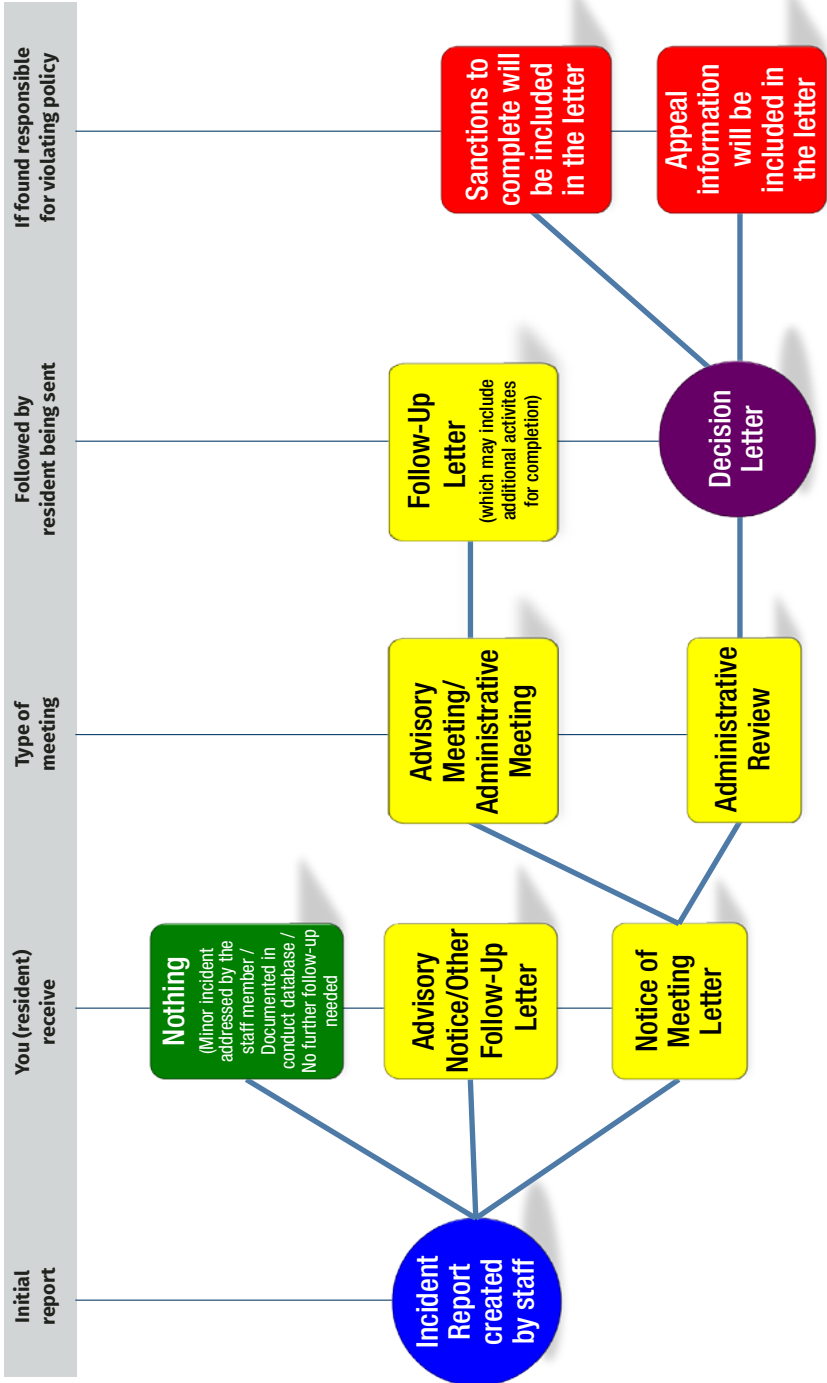 Initial
report
You (resident)
receive
Type of
meeting
Followed by
resident being sent
If found responsible
for violating policy
Incident
Report
created
by staff
Nothing
(Minor incident
addressed by the
staff member /
Documented in
conduct database /
No further follow-up
needed
Advisory
Notice/Other
Follow-Up
Letter
Notice of
Meeting
Letter
Advisory
Meeting/
Administrative
Meeting
Administrative
Review
Follow-Up
Letter
(which may include
additional activites
for completion)
Decision
Letter
Sanctions to
complete will
be included
in the letter
Appeal
information
will be
included in
the letter